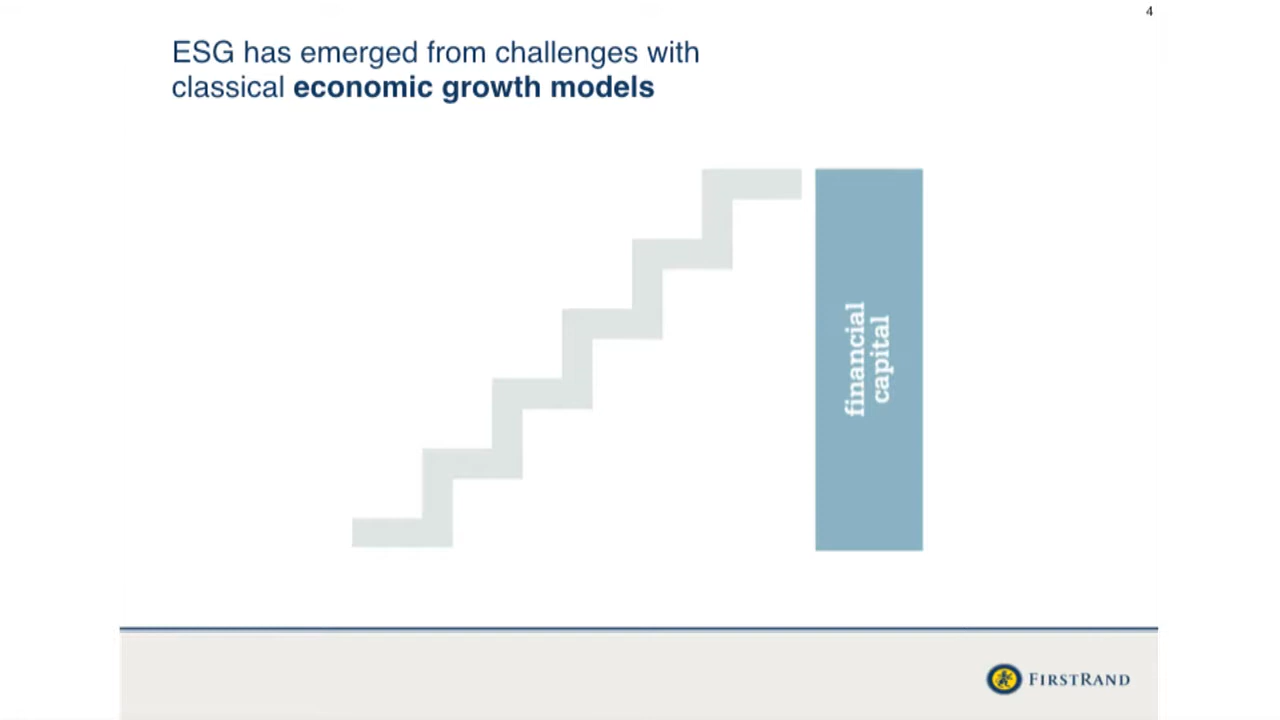 4
ESG has emerged from challenges with
classical economic growth models
financial
capital
FIRSTRAND